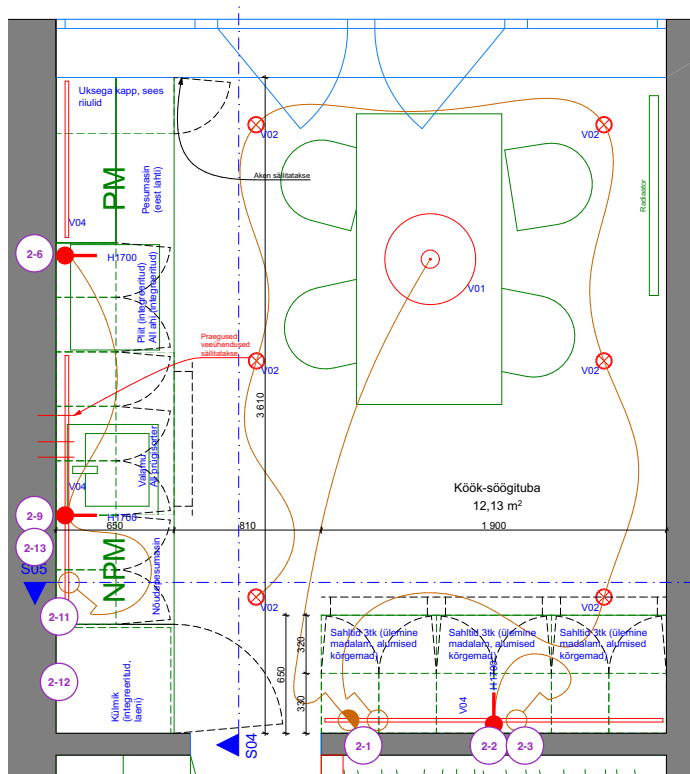 Uksega kapp, sees
riiulid
V02
V02
PM
Pesumasin
(eest lahti)
Aken säilitatakse
Radiaator
V04
2-6
H1700
Pliit (integreeritud)
All ahi (integreeritud)
V01
Praegused
veeühendused
säilitatakse
V02
V02
3 610
Valamu
All prügisorter
V04
Köök-söögituba
12,13 m²
2-9
H1700
650
810
1 900
2-13
S05
NPM
Nõudepesumasin
2-11
V02
V02
Sahtlid 3tk (ülemine
madalam, alumised
kõrgemad)
Sahtlid 3tk (ülemine
madalam, alumised
kõrgemad)
Sahtlid 3tk (ülemine
madalam, alumised
kõrgemad)
320
650
330
H1700
V04
2-12
Külmik
(integreeritud,
laeni)
S04
2-1
2-2
2-3